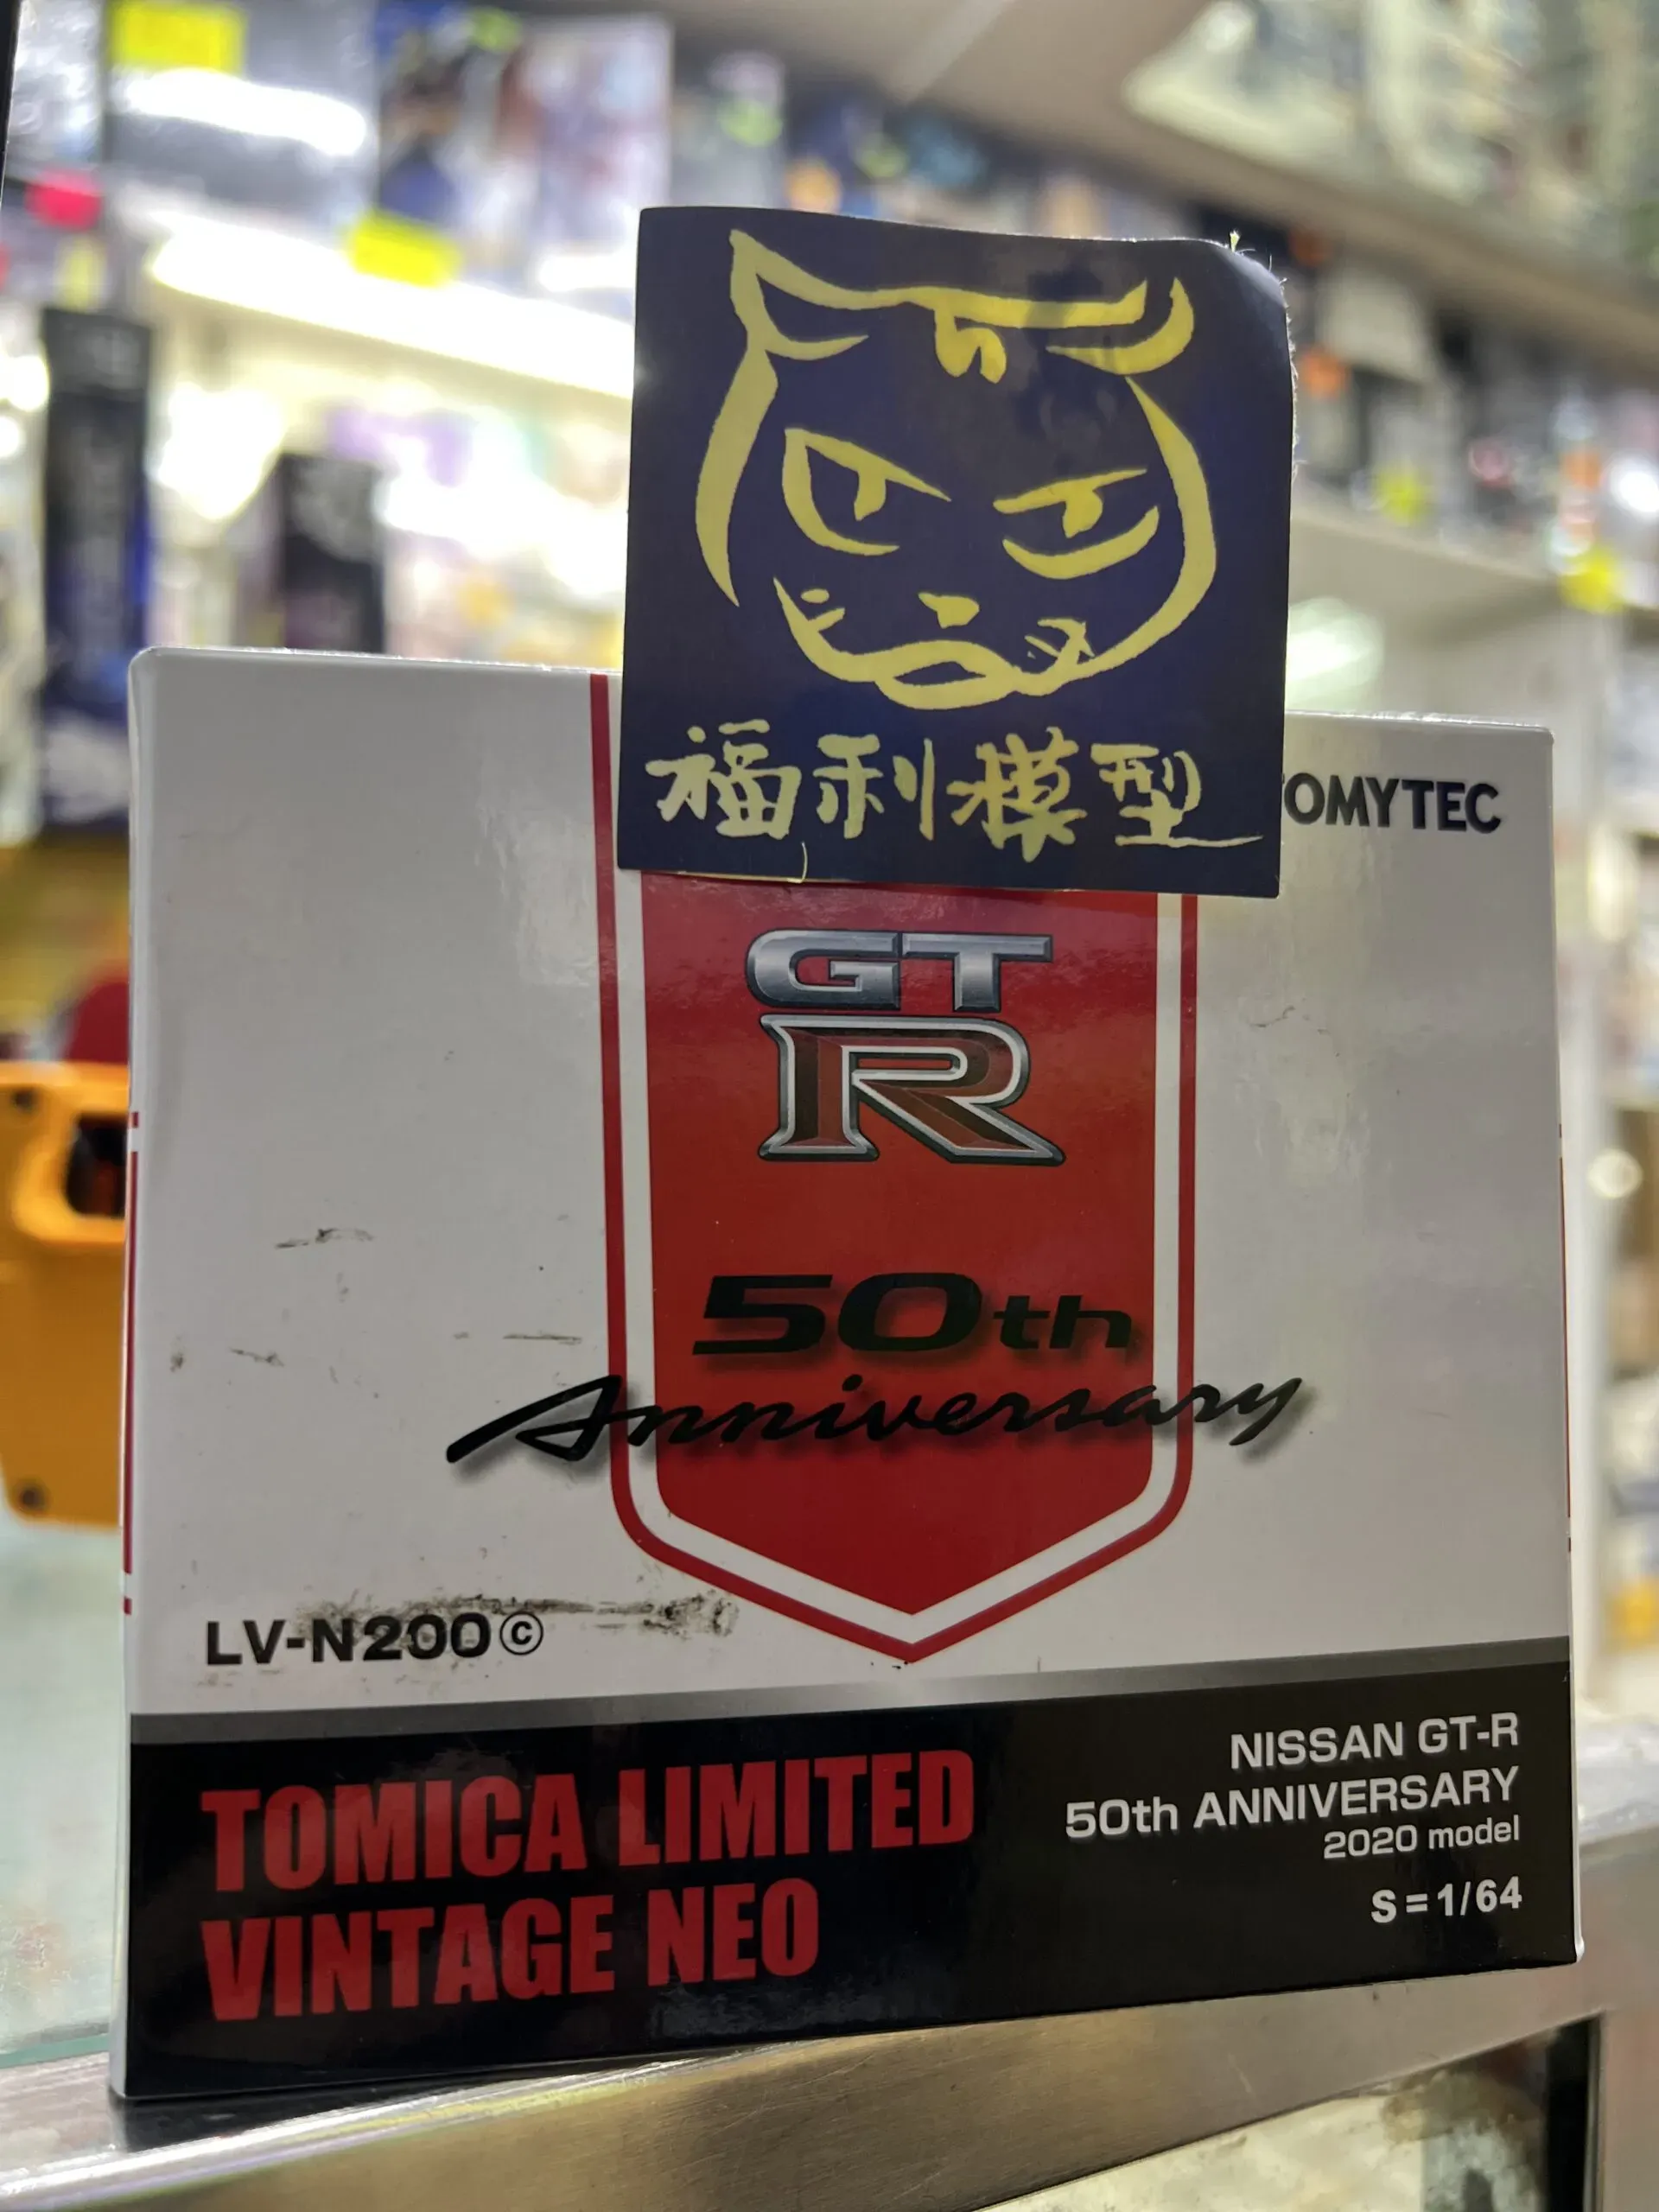 福利模型
OMYTEC
GT
R
50th
Anniversary
LV-N200©
TOMICA LIMITED
VINTAGE NEO
NISSAN GT-R
50th ANNIVERSARY
2020 model
S=1/64